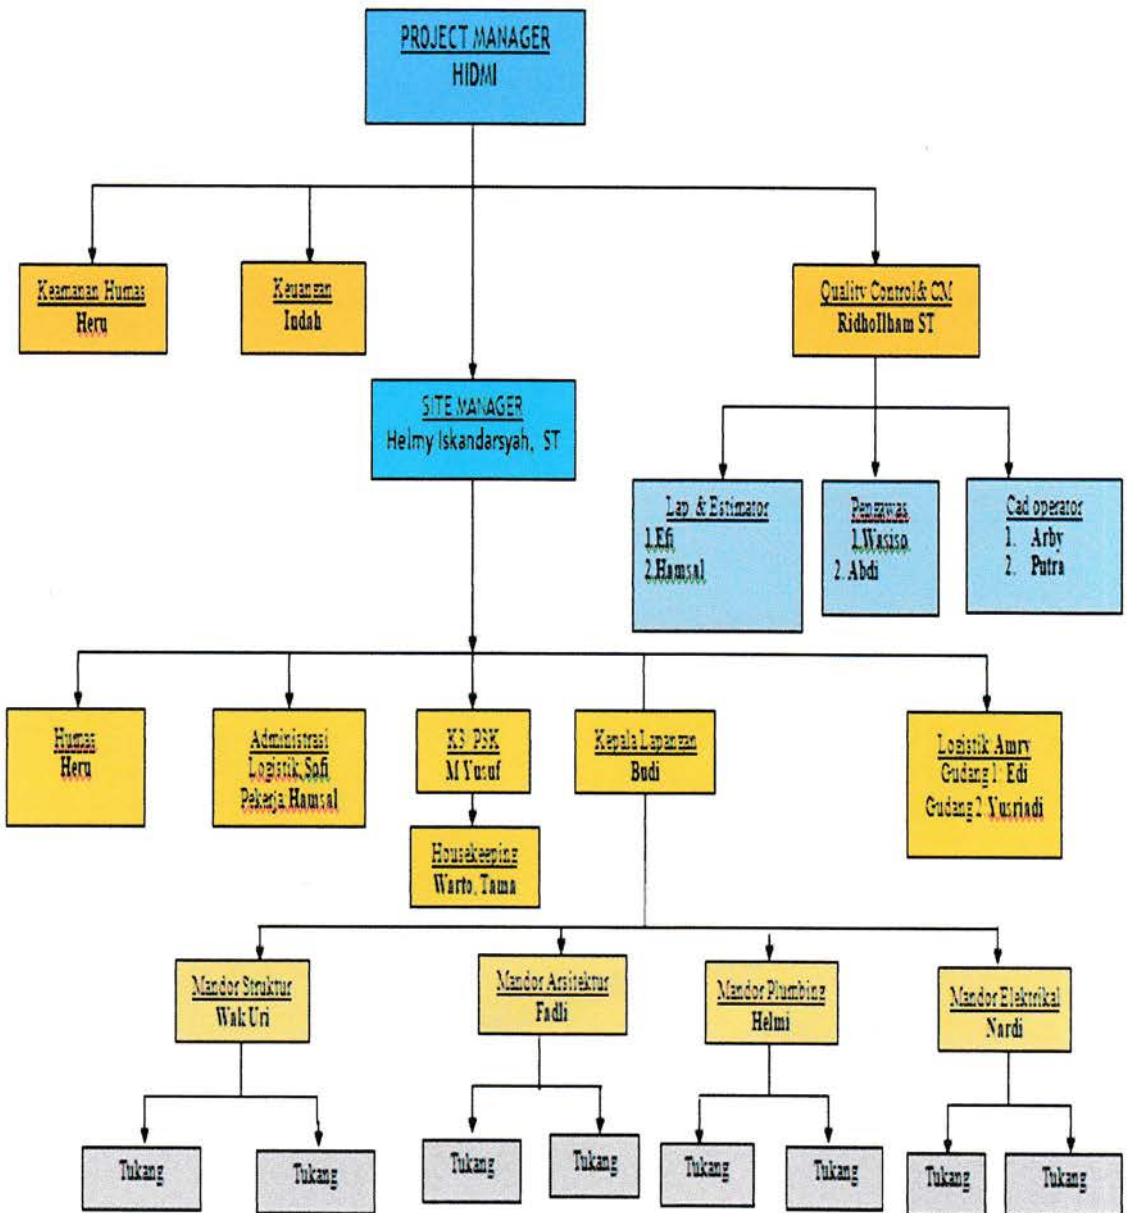 PROJECT MANAGER
HIDMI
Keamanan Humas
Heru
Keuangan
Indah
Quality Control & CM
RidhoIlham ST
SITE MANAGER
Helmy Iskandarsyah, ST
Lap & Estimator
1.Efi
2.Hamsal
Pengawas
1.Wasiso
2. Abdi
Cad operator
1. Arby
2. Putra
Humas
Heru
Administrasi
Logistik Sofi
Pekerja Hamsal
K3 P3K
M Yusuf
Kepala Lapangan
Budi
Logistik Amry
Gudang 1: Edi
Gudang 2 Yusriadi
Housekeeping
Warto, Tama
Mandor Struktur
Wak Uri
Mandor Arsitektur
Fadli
Mandor Plumbing
Helmi
Mandor Elektrikal
Nardi
Tukang
Tukang
Tukang
Tukang
Tukang
Tukang
Tukang
Tukang